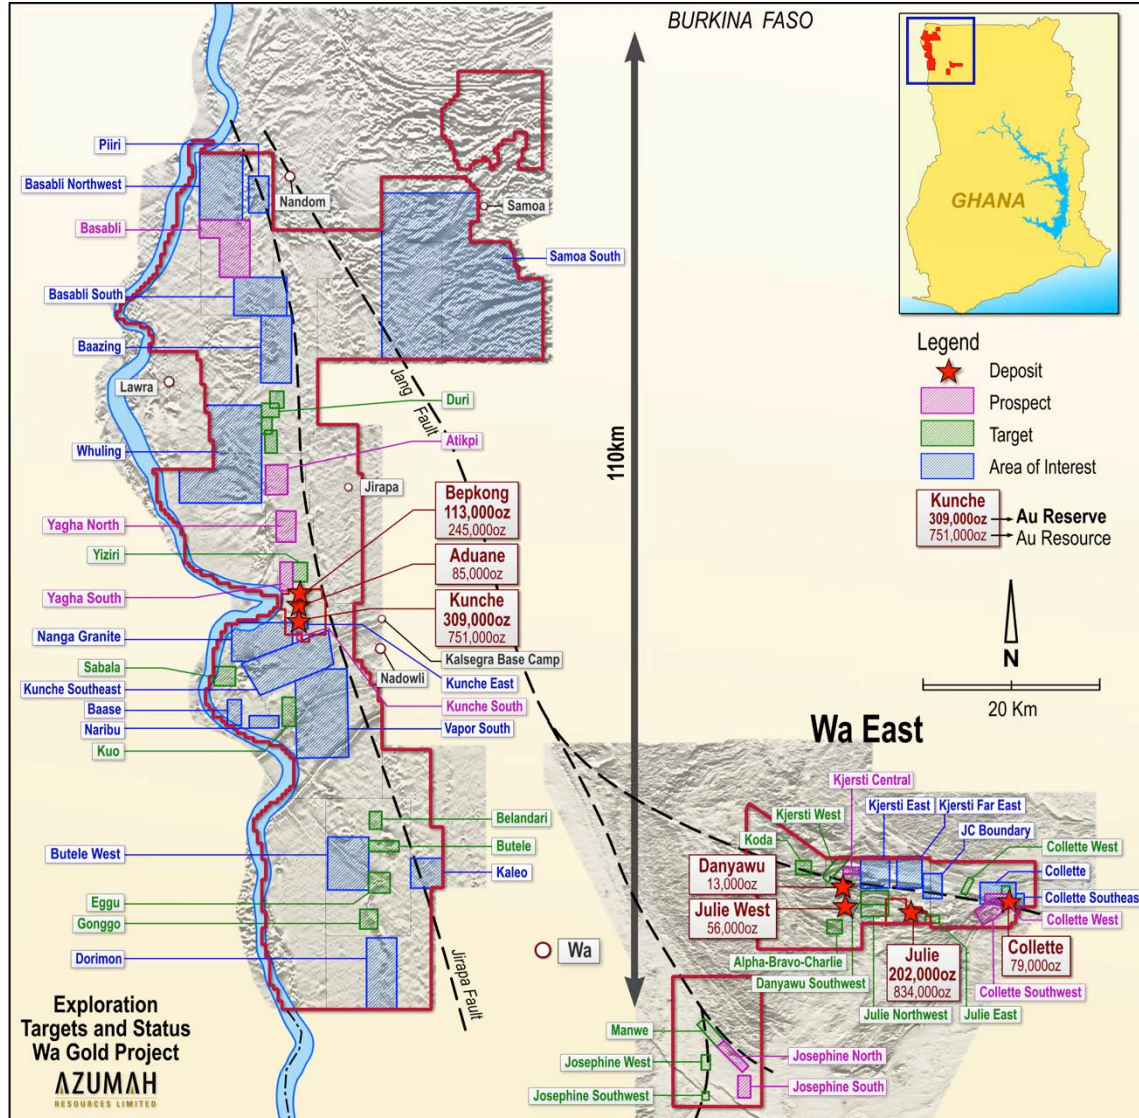 BURKINA FASO
Piiri
Basabli Northwest
Nandom
Samoa
Basabli
Samoa South
Basabli South
Baazing
Lawra
Jang Fault
Duri
Whuling
Atikpi
Jirapa
Yagha North
Yiziri
Yagha South
Bepkong
113,000oz
245,000oz
Aduane
85,000oz
Kunche
309,000oz
751,000oz
Nanga Granite
Kalsegra Base Camp
Sabala
Nadowli
Kunche East
Kunche Southeast
Kunche South
Baase
Naribu
Vapor South
Kuo
Belandari
Butele West
Butele
Kaleo
Eggu
Gonggo
Dorimon
Jirapa Fault
Wa
110km
GHANA
Legend
Deposit
Prospect
Target
Area of Interest
Kunche
309,000oz
751,000oz
Au Reserve
Au Resource
N
20 Km
Wa East
Kjersti Central
Kjersti West
Kjersti East
Kjersti Far East
Koda
JC Boundary
Collette West
Danyawu
13,000oz
Collette
Julie West
56,000oz
Collette Southeast
Collette West
Alpha-Bravo-Charlie
Julie
202,000oz
834,000oz
Collette
79,000oz
Danyawu Southwest
Collette Southwest
Julie Northwest
Julie East
Manwe
Josephine North
Josephine West
Josephine South
Josephine Southwest
Exploration
Targets and Status
Wa Gold Project
AZUMAH
RESOURCES LIMITED